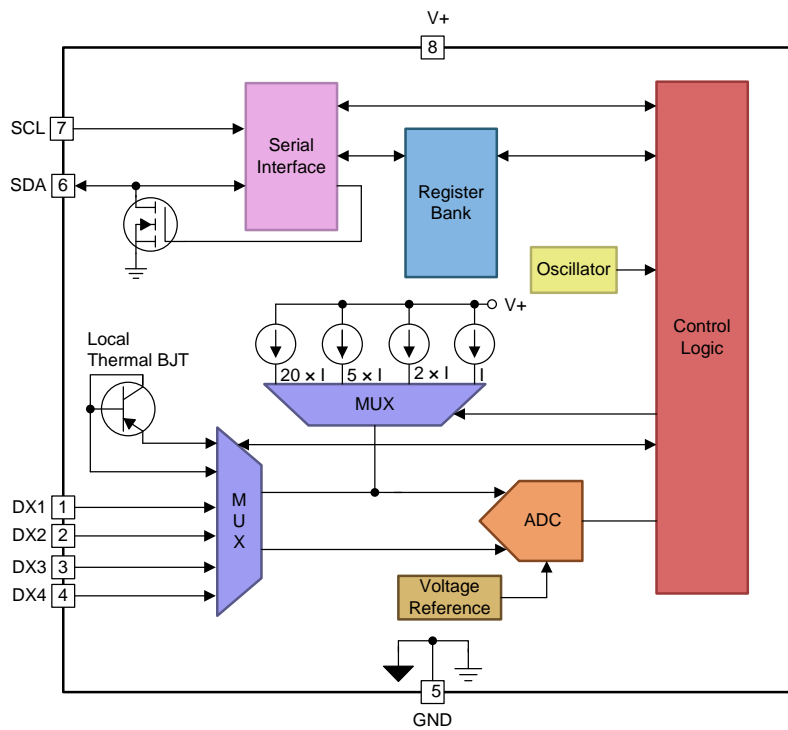 V+
8
SCL
7
SDA
6
Serial
Interface
Register
Bank
Oscillator
Control
Logic
V+
20 × I
5 × I
2 × I
I
MUX
Local
Thermal BJT
M
U
X
DX1
1
DX2
2
DX3
3
DX4
4
ADC
Voltage
Reference
5
GND